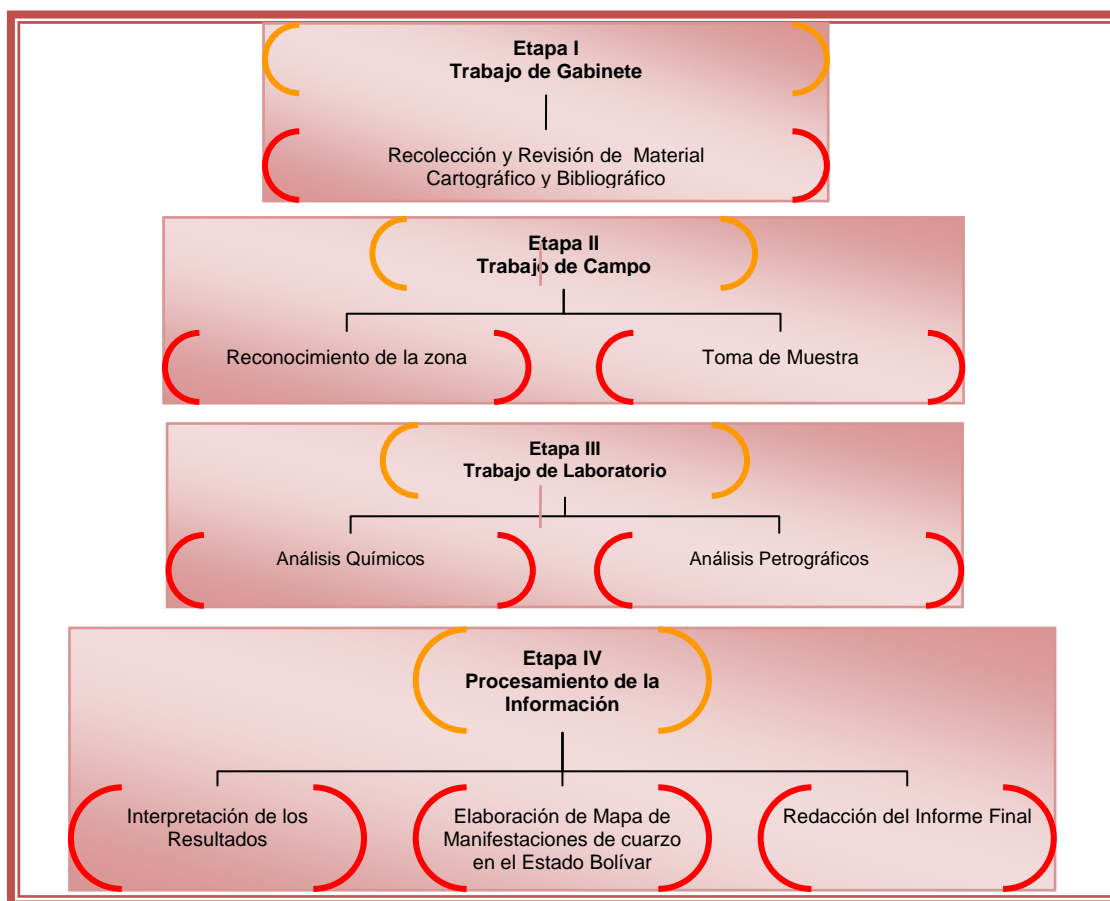 Etapa I
Trabajo de Gabinete
Recolección y Revisión de Material
Cartográfico y Bibliográfico
Etapa II
Trabajo de Campo
Reconocimiento de la zona
Toma de Muestra
Etapa III
Trabajo de Laboratorio
Análisis Químicos
Análisis Petrográficos
Etapa IV
Procesamiento de la
Información
Interpretación de los
Resultados
Elaboración de Mapa de
Manifestaciones de cuarzo
en el Estado Bolívar
Redacción del Informe Final